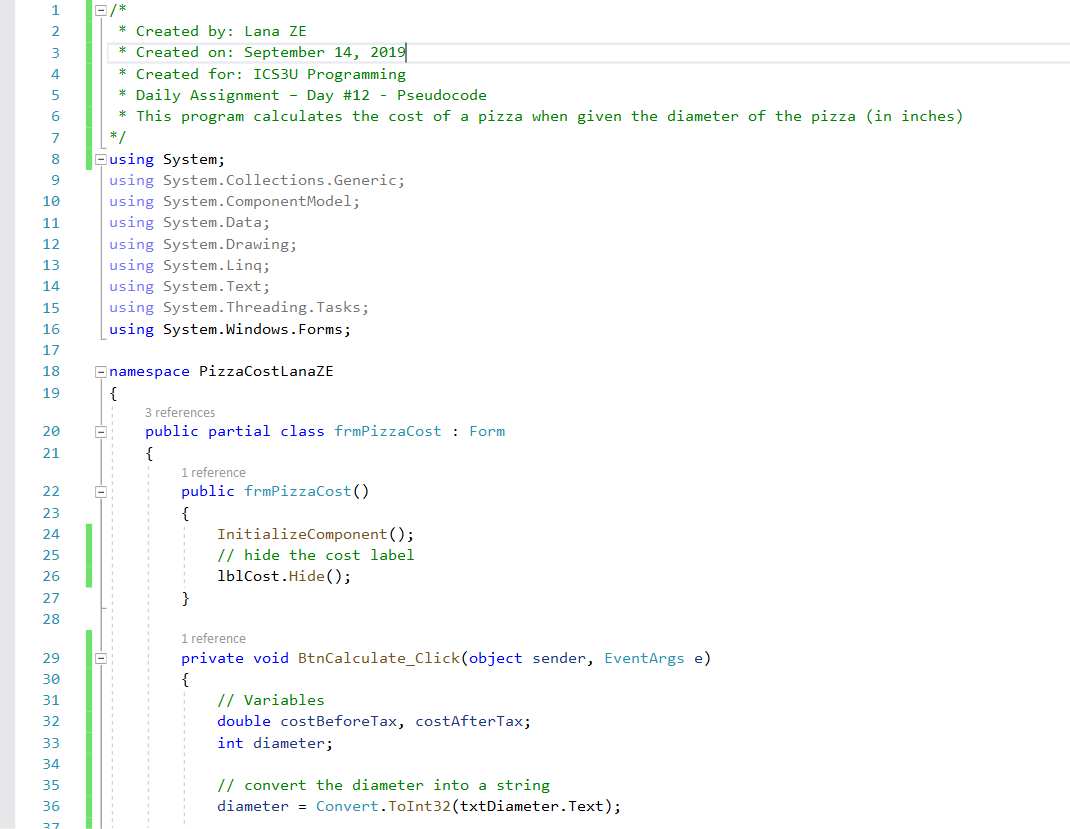 1 /*
2 * Created by: Lana ZE
3 * Created on: September 14, 2019
4 * Created for: ICS3U Programming
5 * Daily Assignment – Day #12 - Pseudocode
6 * This program calculates the cost of a pizza when given the diameter of the pizza (in inches)
7 */
8 using System;
9 using System.Collections.Generic;
10 using System.ComponentModel;
11 using System.Data;
12 using System.Drawing;
13 using System.Linq;
14 using System.Text;
15 using System.Threading.Tasks;
16 using System.Windows.Forms;
17
18 namespace PizzaCostLanaZE
19 {
3 references
20 public partial class frmPizzaCost : Form
21 {
1 reference
22 public frmPizzaCost()
23 {
24 InitializeComponent();
25 // hide the cost label
26 lblCost.Hide();
27 }
28
1 reference
29 private void BtnCalculate_Click(object sender, EventArgs e)
30 {
31 // Variables
32 double costBeforeTax, costAfterTax;
33 int diameter;
34
35 // convert the diameter into a string
36 diameter = Convert.ToInt32(txtDiameter.Text);
37